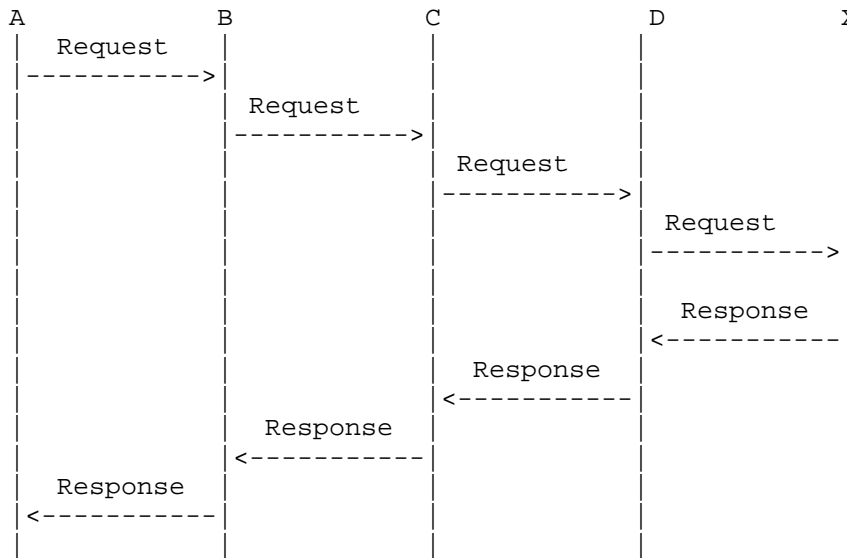 A B C D X
Request
Request
Request
Request
Response
Response
Response
Response